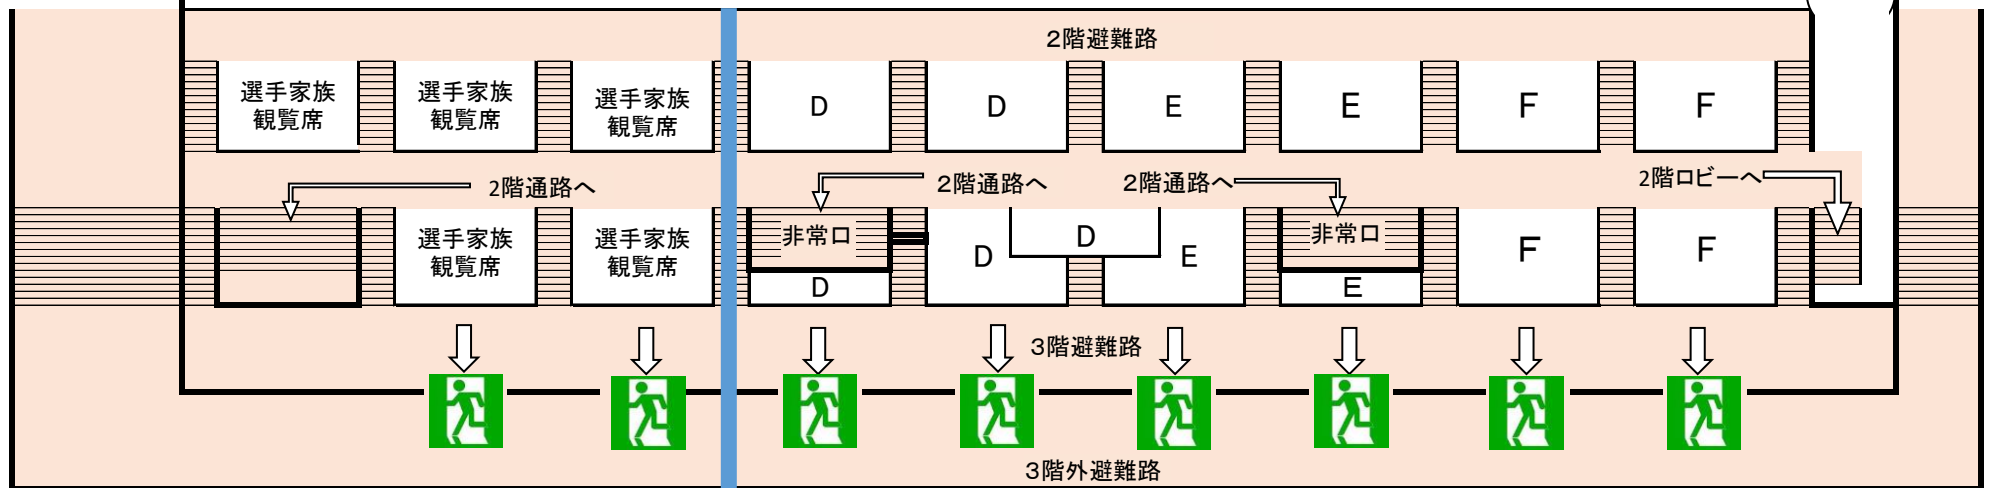 ２階避難路
選手家族
観覧席
選手家族
観覧席
選手家族
観覧席
D
D
E
E
F
F
2階通路へ
２階通路へ
２階通路へ
2階ロビーへ
選手家族
観覧席
選手家族
観覧席
非常口
D
D
D
E
非常口
E
F
F
３階避難路
３階外避難路